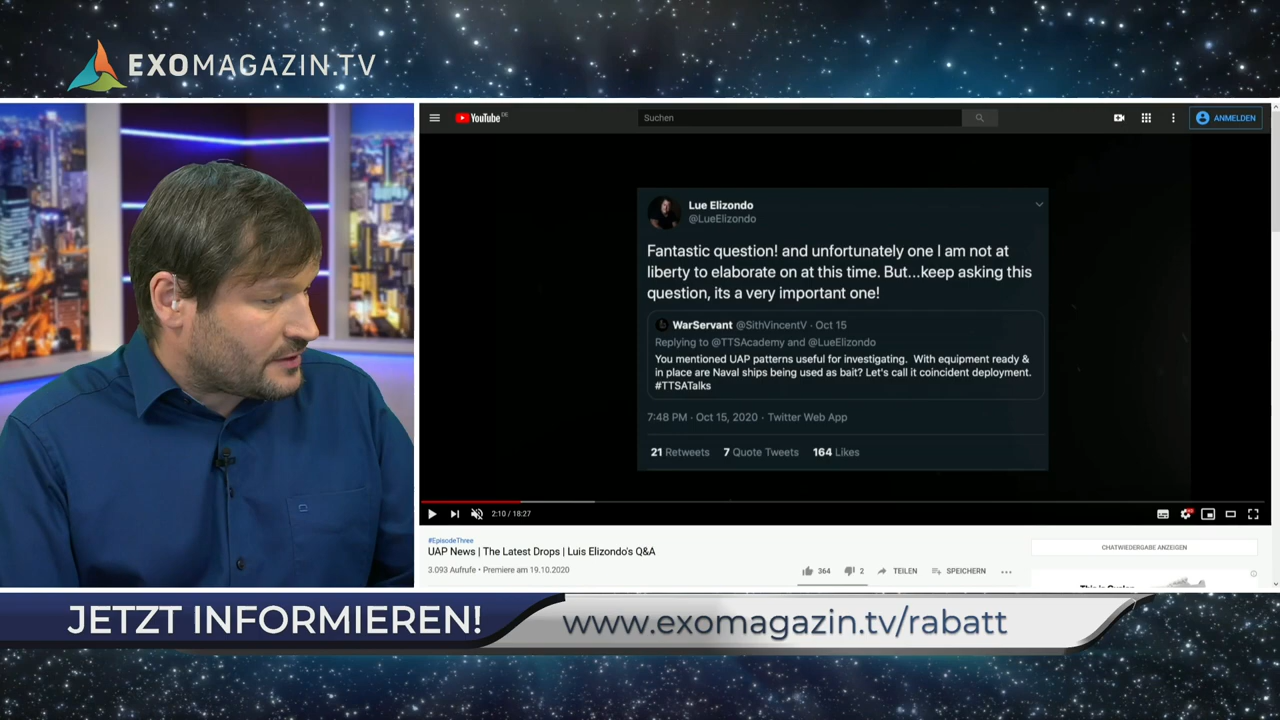 EXOMAGAZIN.TV
YouTube DE
Suchen
ANMELDEN
Lue Elizondo
@LueElizondo
Fantastic question! and unfortunately one I am not at
liberty to elaborate on at this time. But...keep asking this
question, its a very important one!
WarServant @SithVincentV · Oct 15
Replying to @TTSAcademy and @LueElizondo
You mentioned UAP patterns useful for investigating. With equipment ready &
in place are Naval ships being used as bait? Let's call it coincident deployment.
#TTSATalks
7:48 PM · Oct 15, 2020 · Twitter Web App
21 Retweets 7 Quote Tweets 164 Likes
2:10 / 18:27
#EpisodeThree
UAP News | The Latest Drops | Luis Elizondo's Q&A
3.093 Aufrufe • Premiere am 19.10.2020
364 2 TEILEN SPEICHERN
CHATWIEDERGABE ANZEIGEN
JETZT INFORMIEREN!
www.exomagazin.tv/rabatt